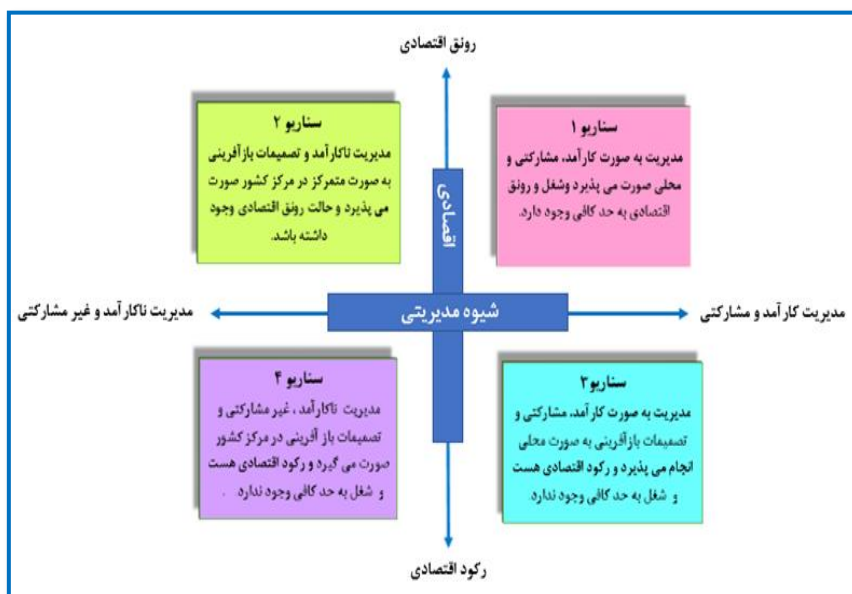 رونق اقتصادی
سناریو ۱
مدیریت به صورت کارآمد، مشارکتی و
محلی صورت می پذیرد وشغل و رونق
اقتصادی به حد کافی وجود دارد.
سناریو ۲
مدیریت ناکارآمد و تصمیمات بازآفرینی
به صورت متمرکز در مرکز کشور صورت
می پذیرد و حالت رونق اقتصادی وجود
داشته باشد.
اقتصادی
مدیریت کارآمد و مشارکتی
شیوه مدیریتی
مدیریت ناکارآمد و غیر مشارکتی
سناریو۳
مدیریت به صورت کارآمد، مشارکتی و
تصمیمات بازآفرینی به صورت محلی
انجام می پذیرد و رکود اقتصادی هست
و شغل به حد کافی وجود ندارد.
سناریو ۴
مدیریت ناکارآمد ، غیر مشارکتی و
تصمیمات باز آفرینی در مرکز کشور
صورت می گیره و رکود اقتصادی هست
و شغل به حد کافی وجود ندارد. .
رکود اقتصادی